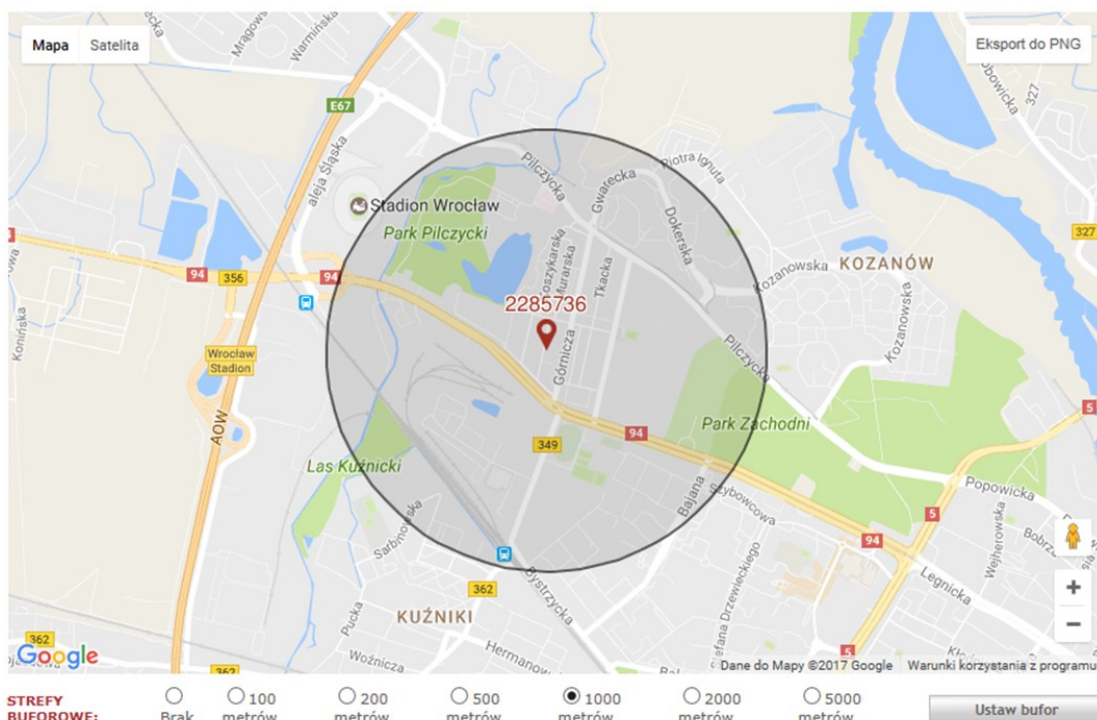 Mapa
Satelita
Eksport do PNG
Mrągow
Warmińska
E67
aleja Śląska
Stadion Wrocław
Park Pilczycki
Pilczycka
Gwarecka
Piotra Ignuta
Dokerska
327
327
94
356
94
Kozanowska
KOZANÓW
Kozanowska
Murarska
Tkacka
2285736
Górnicza
Konińska
Wrocław
Stadion
AOW
Pilczycka
Park Zachodni
5
94
349
Las Kuźnicki
Bajana
Szybowcowa
Popowicka
5
Sarbinowska
94
Wejherowska
Legnicka
Bystrzycka
362
KUŹNIKI
Pucka
Stefana Drzewieckiego
5
362
Woźnicza
362
Google
Dane do Mapy ©2017 Google
Warunki korzystania z programu
STREFY
BUFOROWE:
Brak
100
metrów
200
metrów
500
metrów
1000
metrów
2000
metrów
5000
metrów
Ustaw bufor